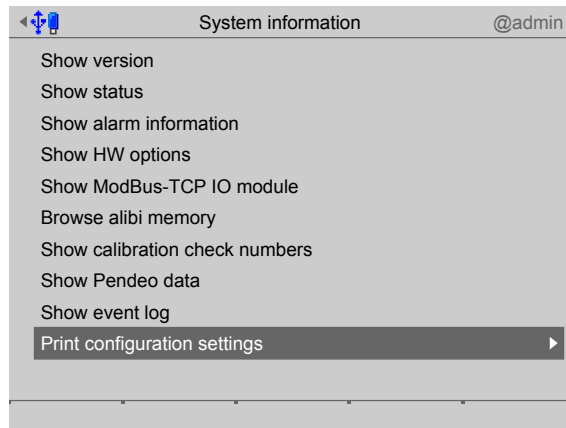 System information @admin
Show version
Show status
Show alarm information
Show HW options
Show ModBus-TCP IO module
Browse alibi memory
Show calibration check numbers
Show Pendeo data
Show event log
Print configuration settings